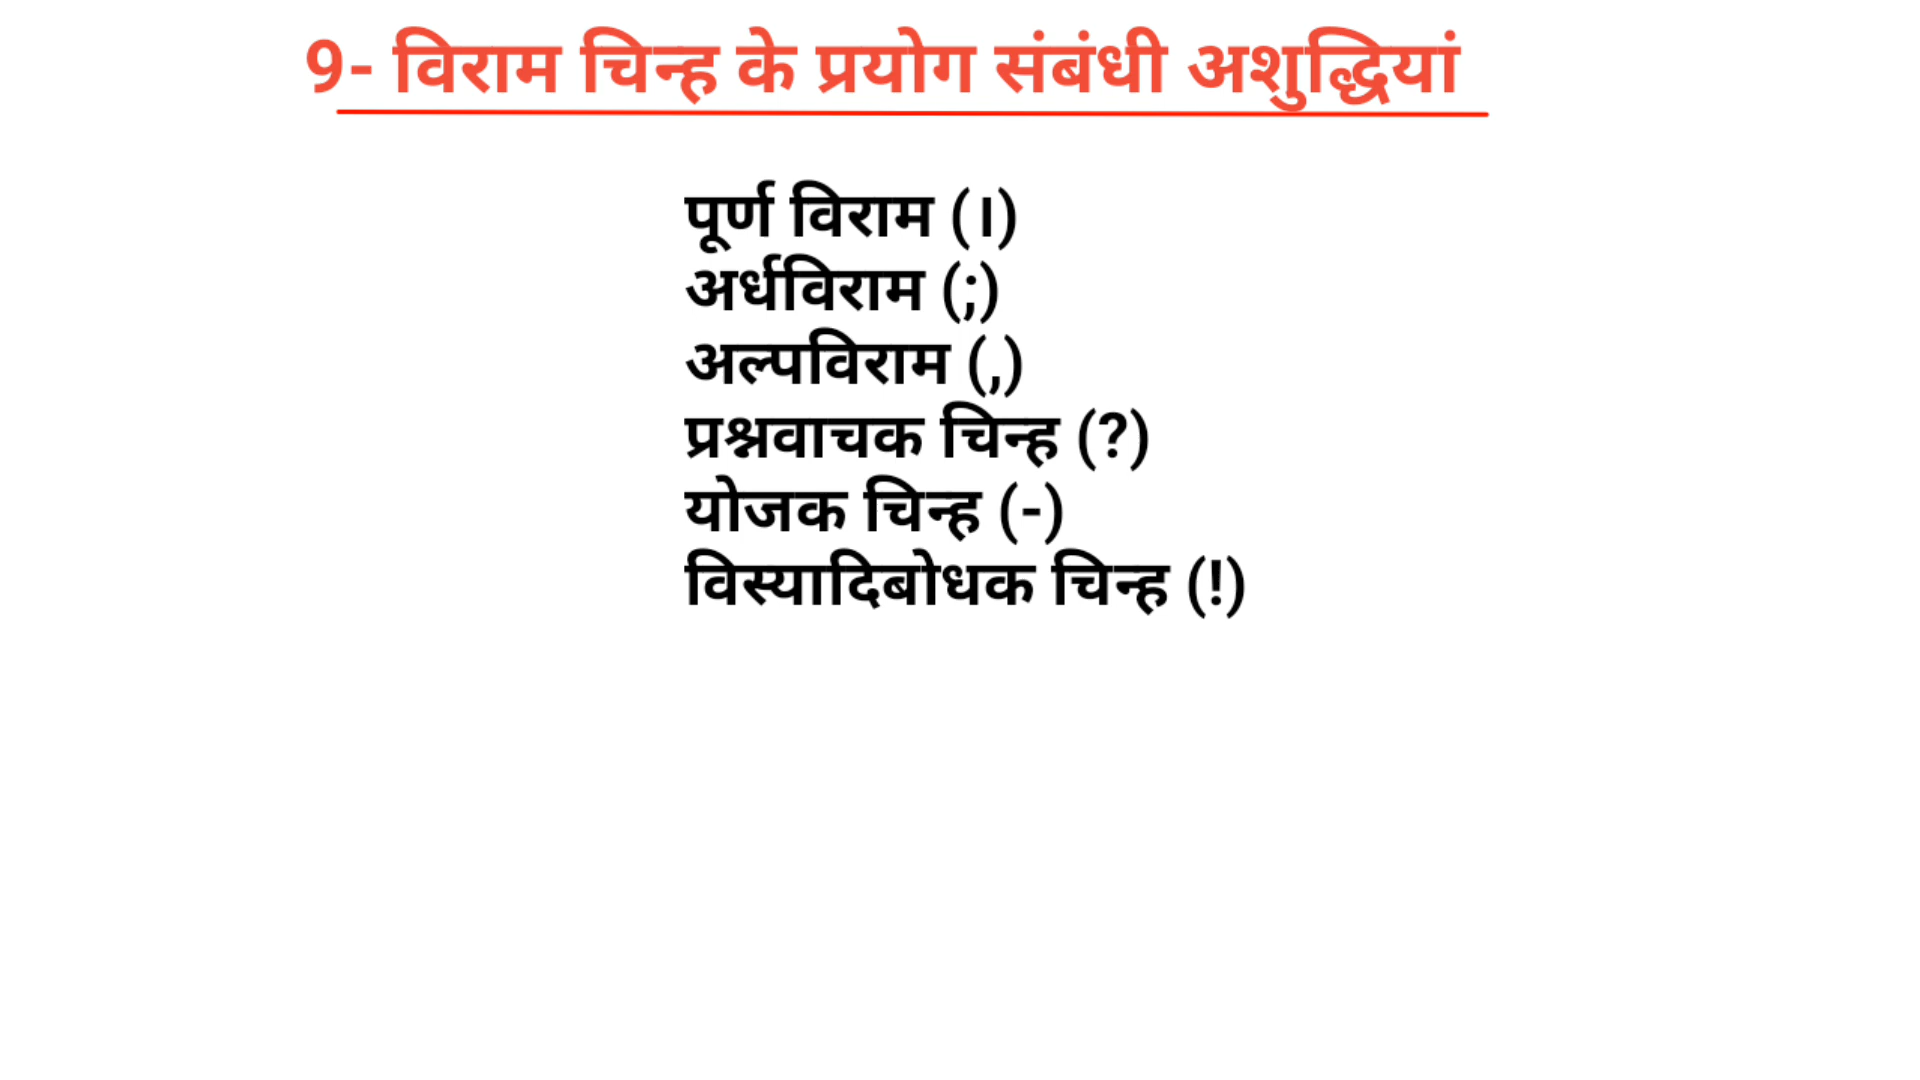 9- विराम चिन्ह के प्रयोग संबंधी अशुद्धियां
पूर्ण विराम (।)
अर्धविराम (;)
अल्पविराम (,)
प्रश्नवाचक चिन्ह (?)
योजक चिन्ह (-)
विस्यादिबोधक चिन्ह (!)